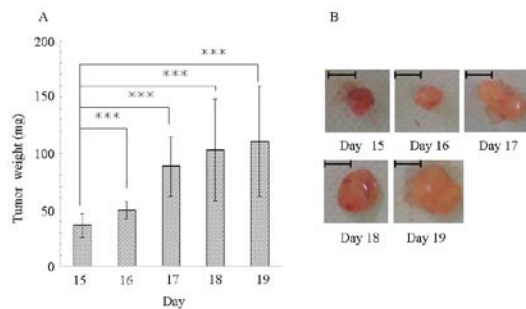 A
B
Tumor weight (mg)
200
150
100
50
0
***
***
***
***
15 16 17 18 19
Day
Day 15 Day 16 Day 17
Day 18 Day 19